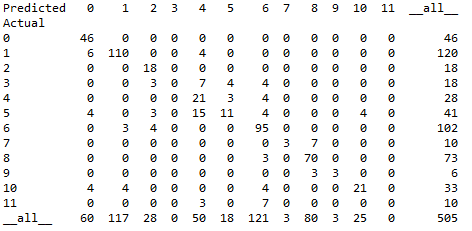 Predicted 0 1 2 3 4 5 6 7 8 9 10 11 __all__
Actual
0 46 0 0 0 0 0 0 0 0 0 0 0 46
1 6 110 0 0 4 0 0 0 0 0 0 0 120
2 0 0 18 0 0 0 0 0 0 0 0 0 18
3 0 0 3 0 7 4 4 0 0 0 0 0 18
4 0 0 0 0 21 3 4 0 0 0 0 0 28
5 4 0 3 0 15 11 4 0 0 0 4 0 41
6 0 3 4 0 0 0 95 0 0 0 0 0 102
7 0 0 0 0 0 0 0 3 7 0 0 0 10
8 0 0 0 0 0 0 3 0 70 0 0 0 73
9 0 0 0 0 0 0 0 0 3 3 0 0 6
10 4 4 0 0 0 0 4 0 0 0 21 0 33
11 0 0 0 0 3 0 7 0 0 0 0 0 10
__all__ 60 117 28 0 50 18 121 3 80 3 25 0 505